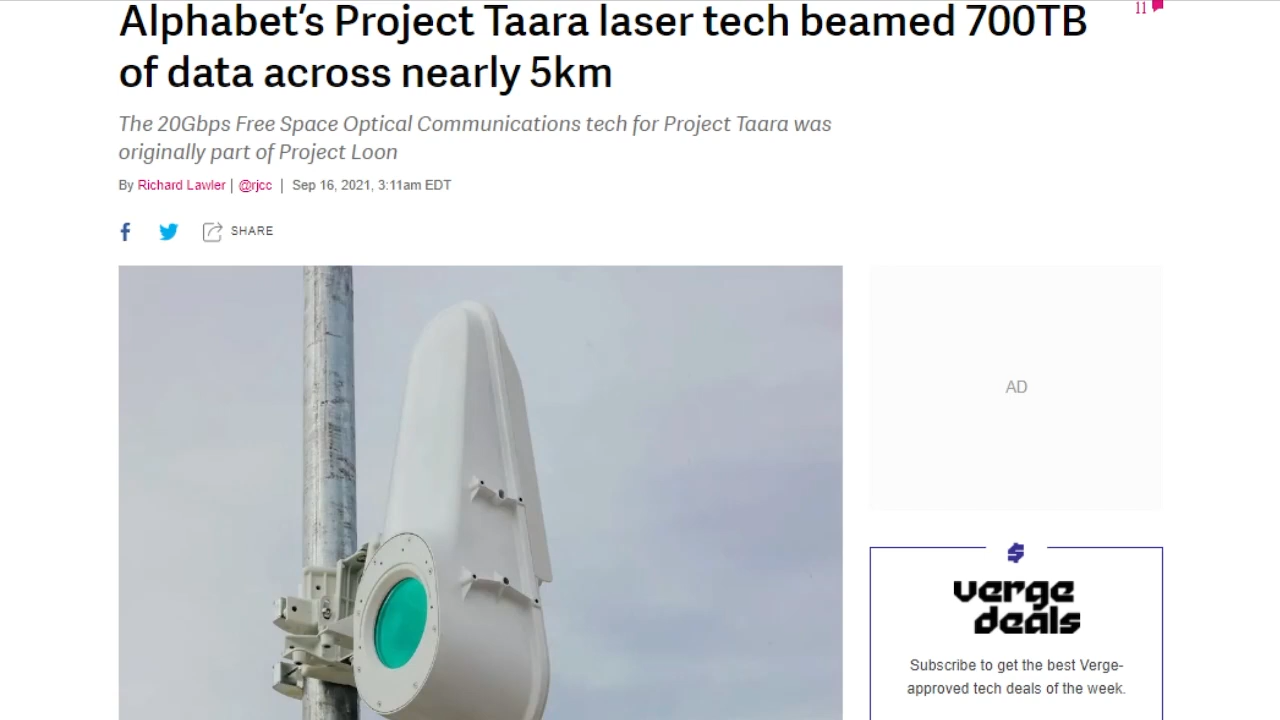 Alphabet's Project Taara laser tech beamed 700TB
of data across nearly 5km
11
The 20Gbps Free Space Optical Communications tech for Project Taara was
originally part of Project Loon
By Richard Lawler | @rjcc | Sep 16, 2021, 3:11am EDT
SHARE
AD
verge
deals
Subscribe to get the best Verge-
approved tech deals of the week.